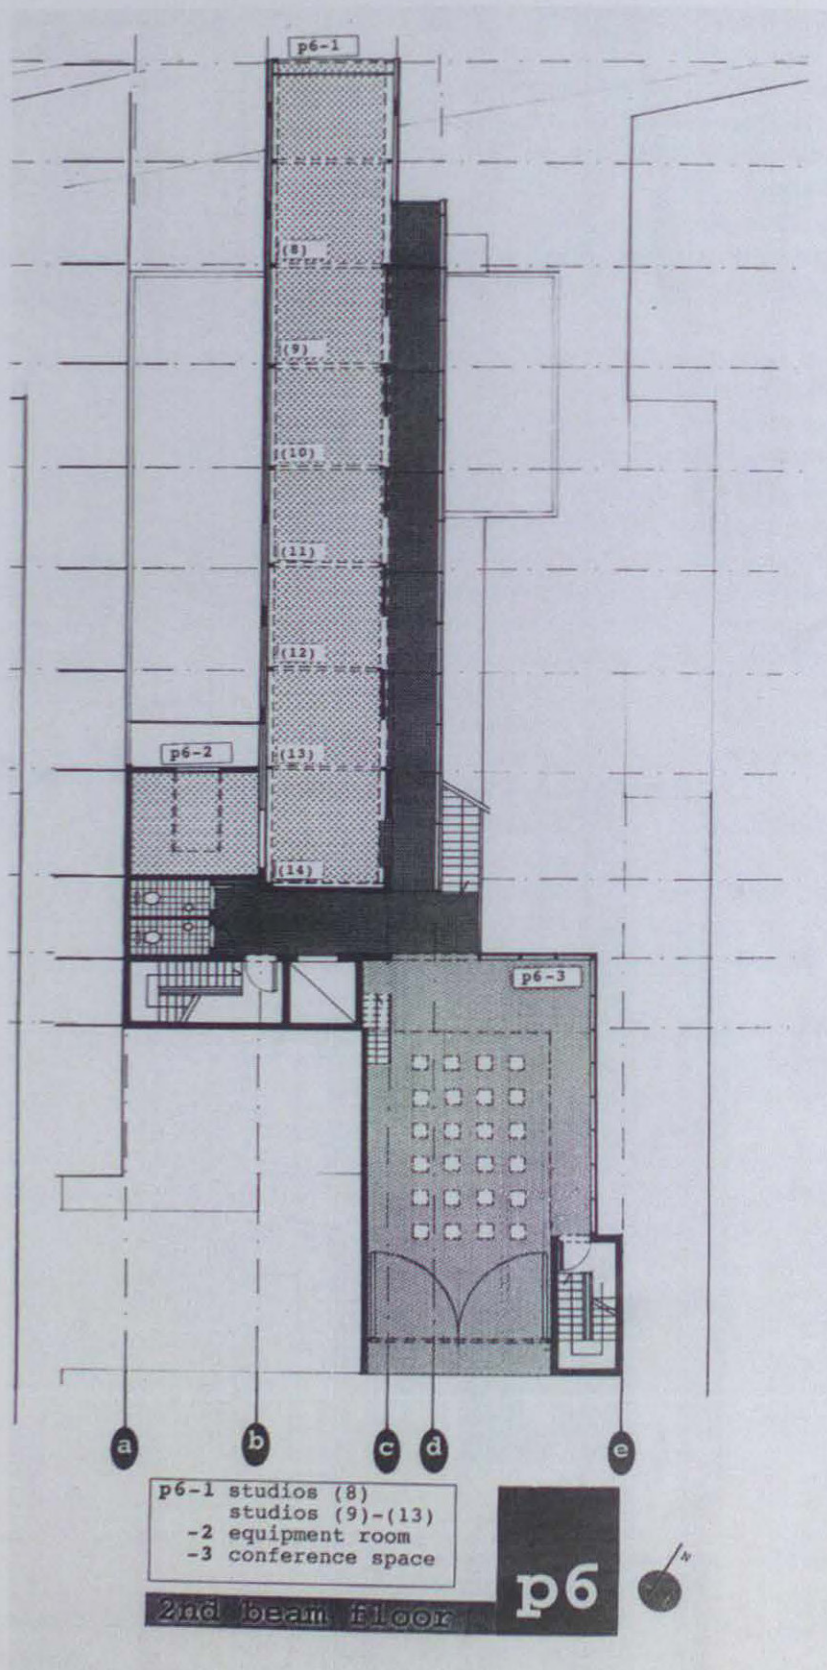 p6-1
(8)
(9)
(10)
(11)
(12)
(13)
p6-2
(14)
p6-3
a b c d e
p6-1 studios (8)
studios (9)-(13)
-2 equipment room
-3 conference space
p6
N
2nd beam floor